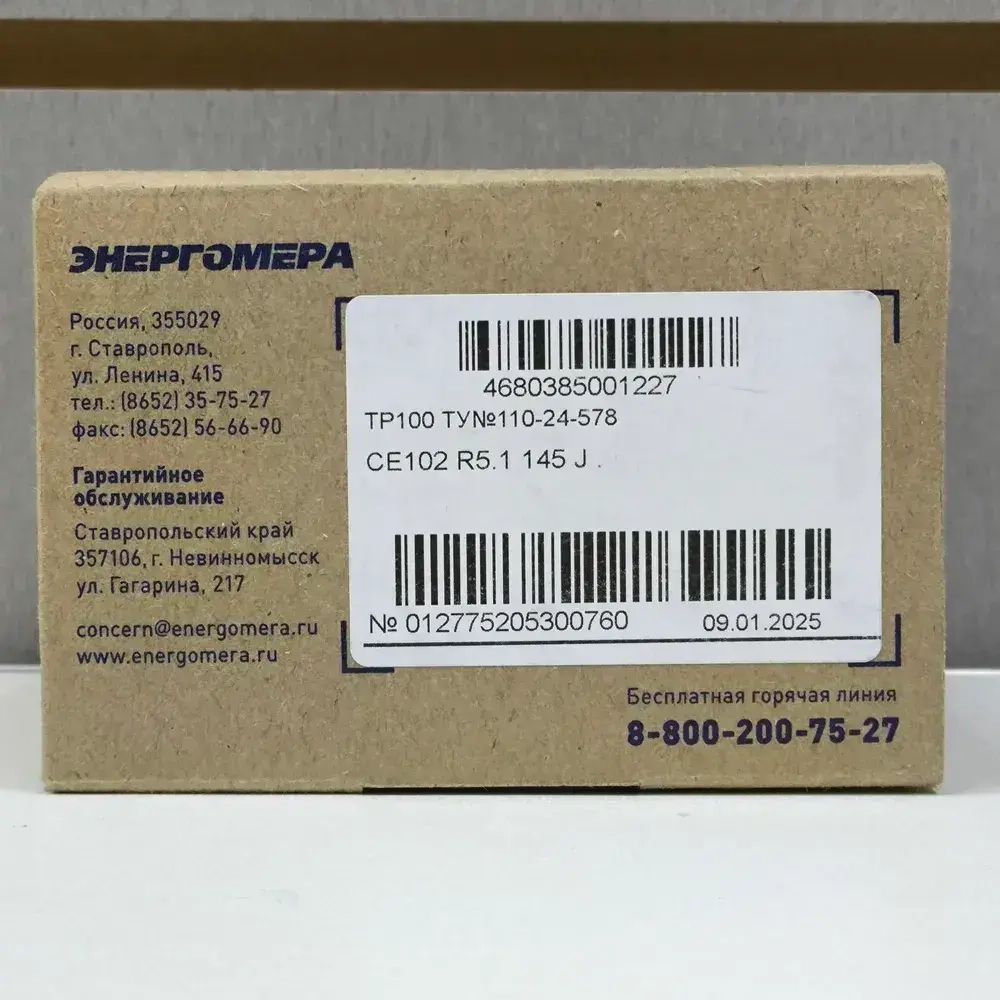 ЭНЕРГОМЕРА
Россия, 355029
г. Ставрополь,
ул. Ленина, 415
тел.: (8652) 35-75-27
факс: (8652) 56-66-90
Гарантийное
обслуживание
Ставропольский край
357106, г. Невинномысск
ул. Гагарина, 217
concern@energomera.ru
www.energomera.ru
4680385001227
ТР100 ТУ№110-24-578
CE102 R5.1 145 J .
№ 012775205300760 09.01.2025
Бесплатная горячая линия
8-800-200-75-27